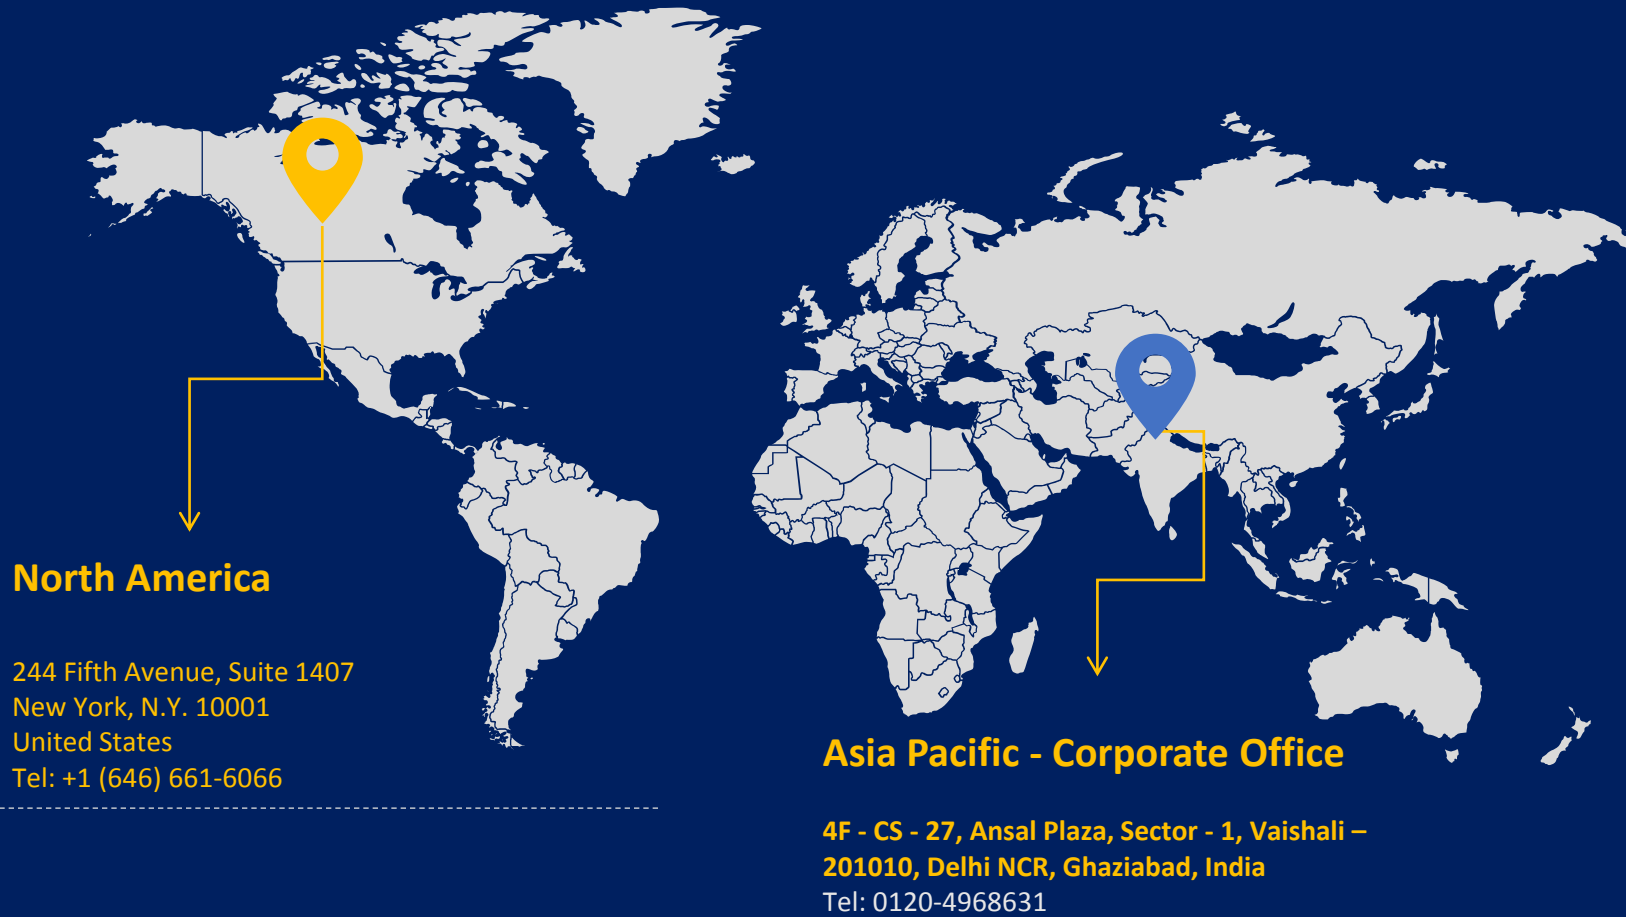 North America
244 Fifth Avenue, Suite 1407
New York, N.Y. 10001
United States
Tel: +1 (646) 661-6066
Asia Pacific - Corporate Office
4F - CS - 27, Ansal Plaza, Sector - 1, Vaishali –
201010, Delhi NCR, Ghaziabad, India
Tel: 0120-4968631